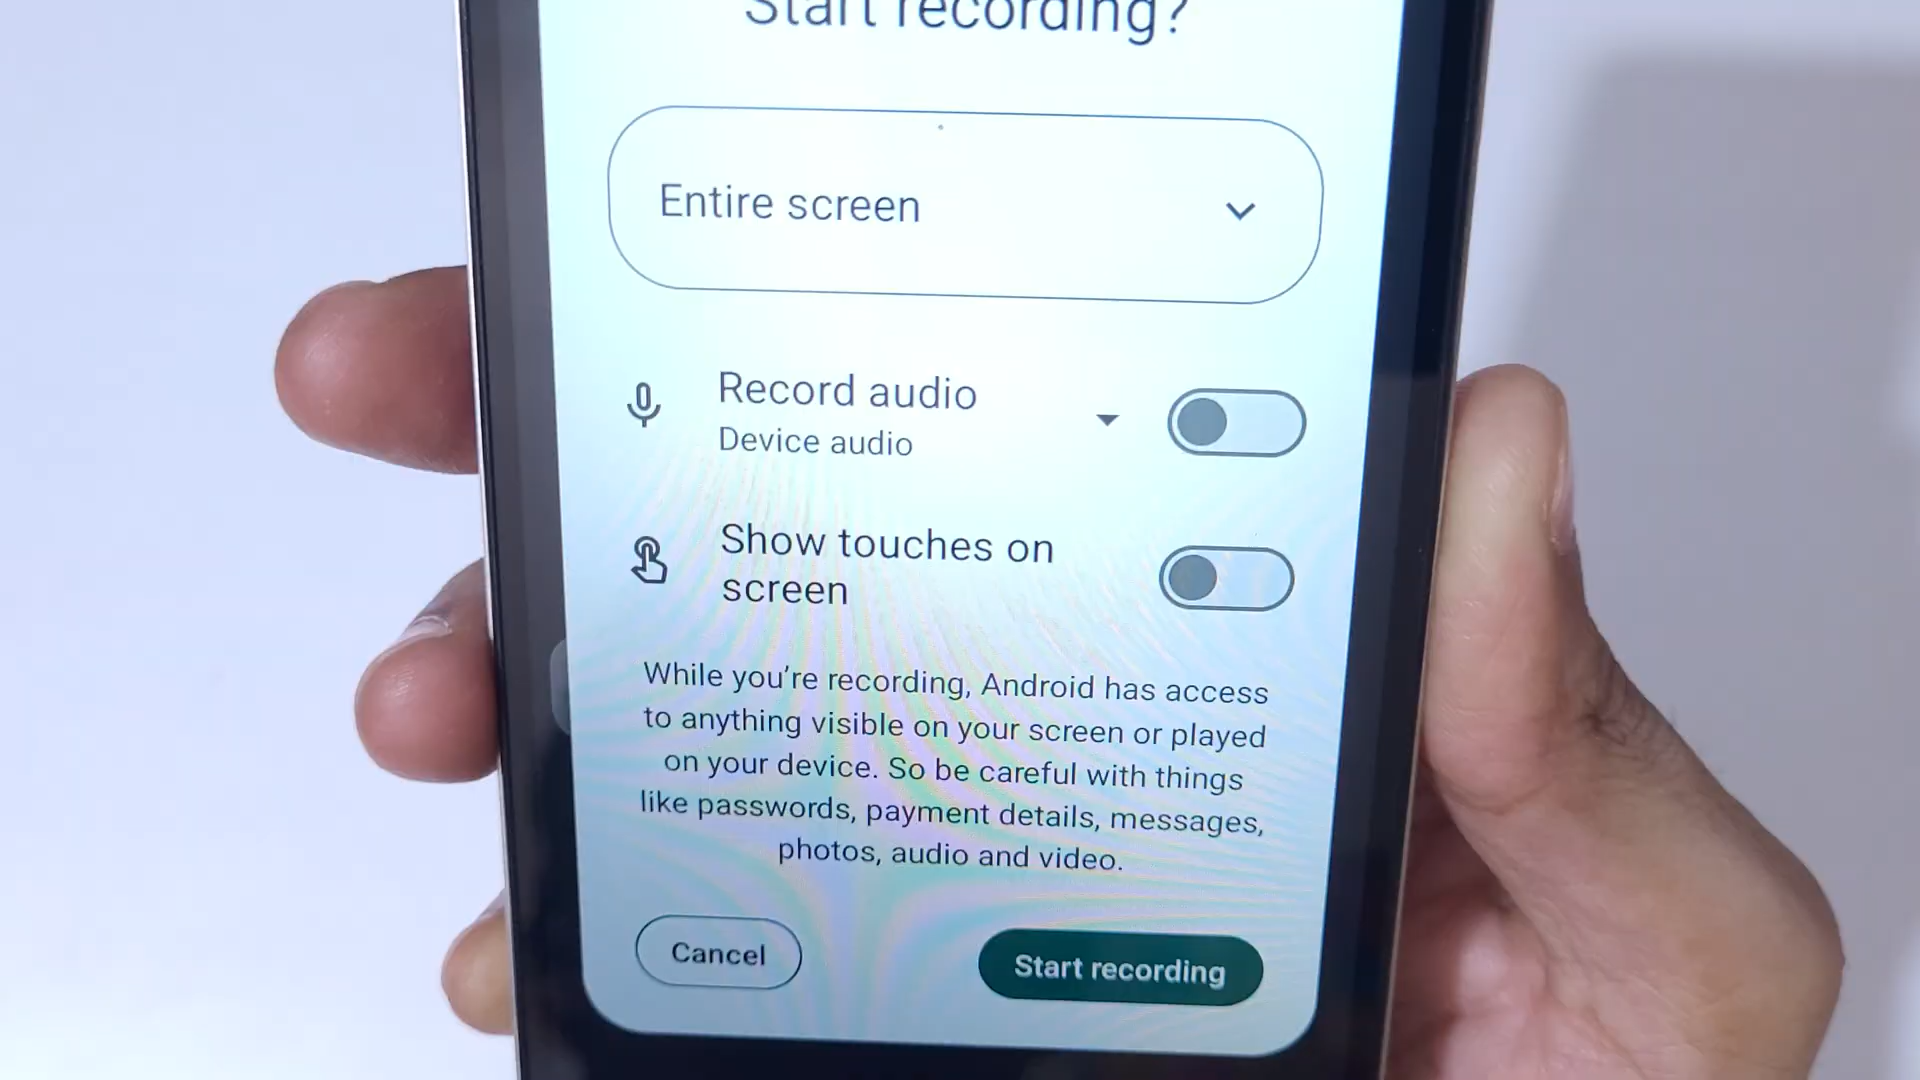 Start recording?
Entire screen
Record audio
Device audio
Show touches on
screen
While you're recording, Android has access
to anything visible on your screen or played
on your device. So be careful with things
like passwords, payment details, messages,
photos, audio and video.
Cancel
Start recording